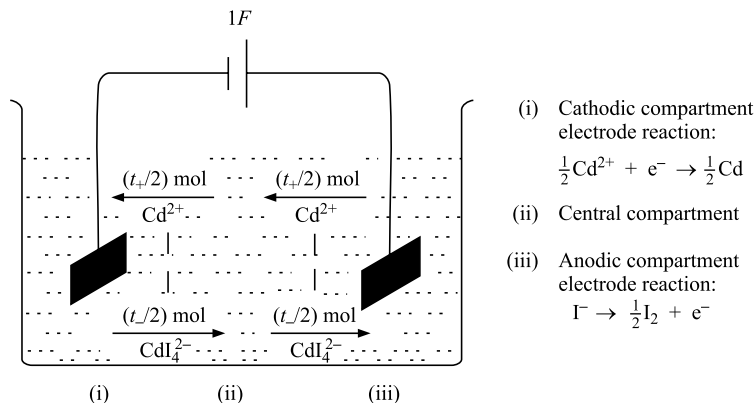 1F
(t₊/2) mol (t₊/2) mol
Cd²⁺ Cd²⁺
(t₋/2) mol (t₋/2) mol
CdI₄²⁻ CdI₄²⁻
(i) (ii) (iii)
(i) Cathodic compartment
electrode reaction:
½Cd²⁺ + e⁻ → ½Cd
(ii) Central compartment
(iii) Anodic compartment
electrode reaction:
I⁻ → ½I₂ + e⁻